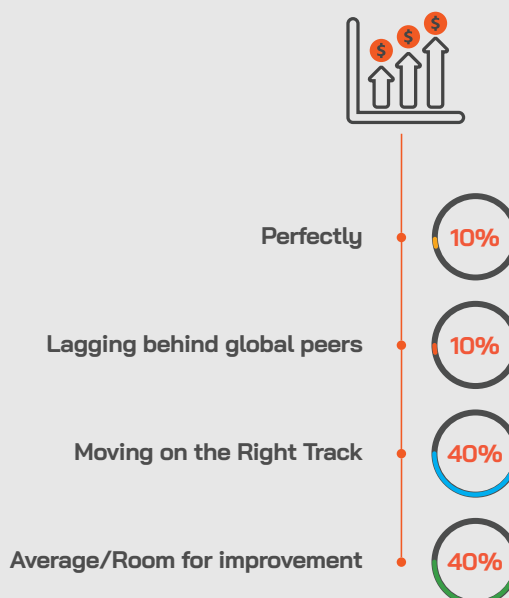 $ $ $
Perfectly 10%
Lagging behind global peers 10%
Moving on the Right Track 40%
Average/Room for improvement 40%